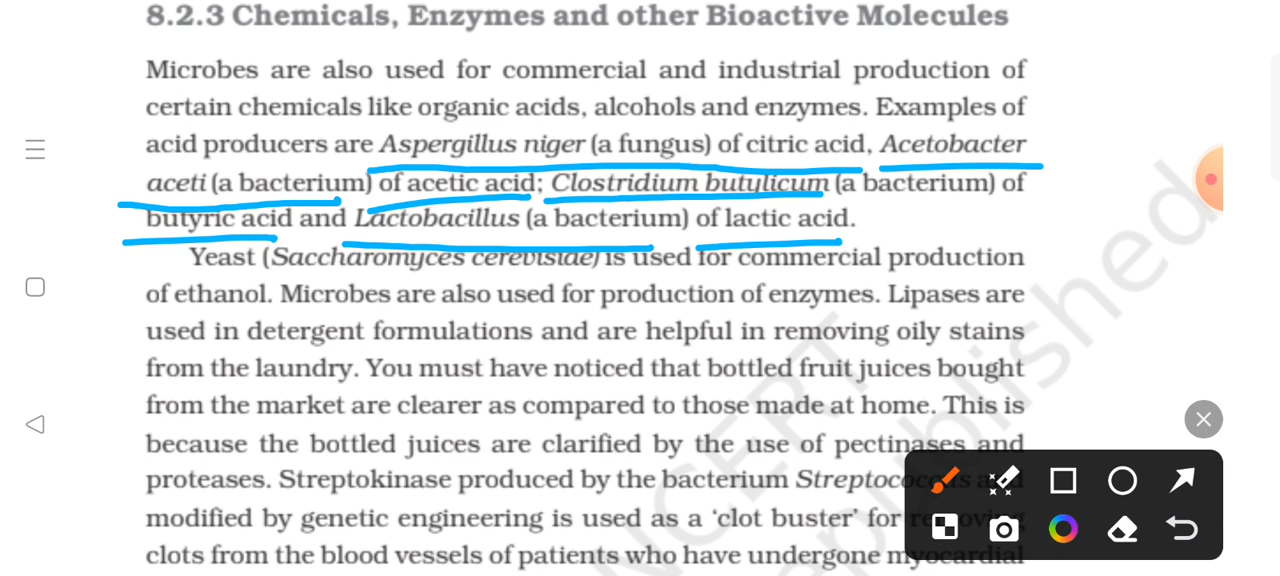 8.2.3 Chemicals, Enzymes and other Bioactive Molecules
Microbes are also used for commercial and industrial production of
certain chemicals like organic acids, alcohols and enzymes. Examples of
acid producers are Aspergillus niger (a fungus) of citric acid, Acetobacter
aceti (a bacterium) of acetic acid; Clostridium butylicum (a bacterium) of
butyric acid and Lactobacillus (a bacterium) of lactic acid.
Yeast (Saccharomyces cerevisiae) is used for commercial production
of ethanol. Microbes are also used for production of enzymes. Lipases are
used in detergent formulations and are helpful in removing oily stains
from the laundry. You must have noticed that bottled fruit juices bought
from the market are clearer as compared to those made at home. This is
because the bottled juices are clarified by the use of pectinases and
proteases. Streptokinase produced by the bacterium Streptococcus and
modified by genetic engineering is used as a ‘clot buster’ for removing
clots from the blood vessels of patients who have undergone myocardial
NCERT